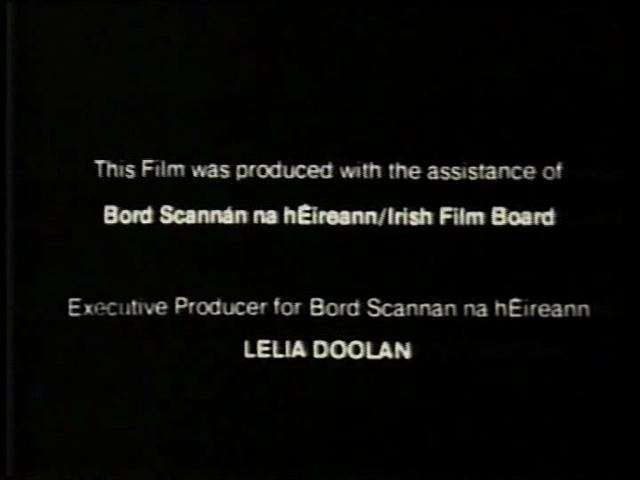 This Film was produced with the assistance of
Bord Scannán na hÉireann/Irish Film Board
Executive Producer for Bord Scannan na hÉireann
LELIA DOOLAN